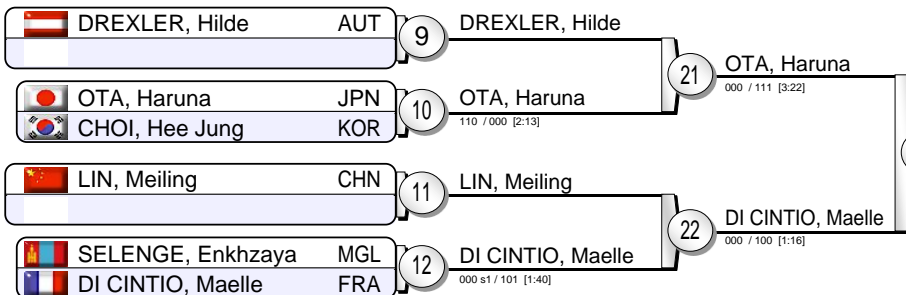 DREXLER, Hilde AUT 9 DREXLER, Hilde
21 OTA, Haruna
000 / 111 [3:22]
OTA, Haruna JPN 10 OTA, Haruna
CHOI, Hee Jung KOR 110 / 000 [2:13]
LIN, Meiling CHN 11 LIN, Meiling
22 DI CINTIO, Maelle
000 / 100 [1:16]
SELENGE, Enkhzaya MGL 12 DI CINTIO, Maelle
DI CINTIO, Maelle FRA 000 s1 / 101 [1:40]